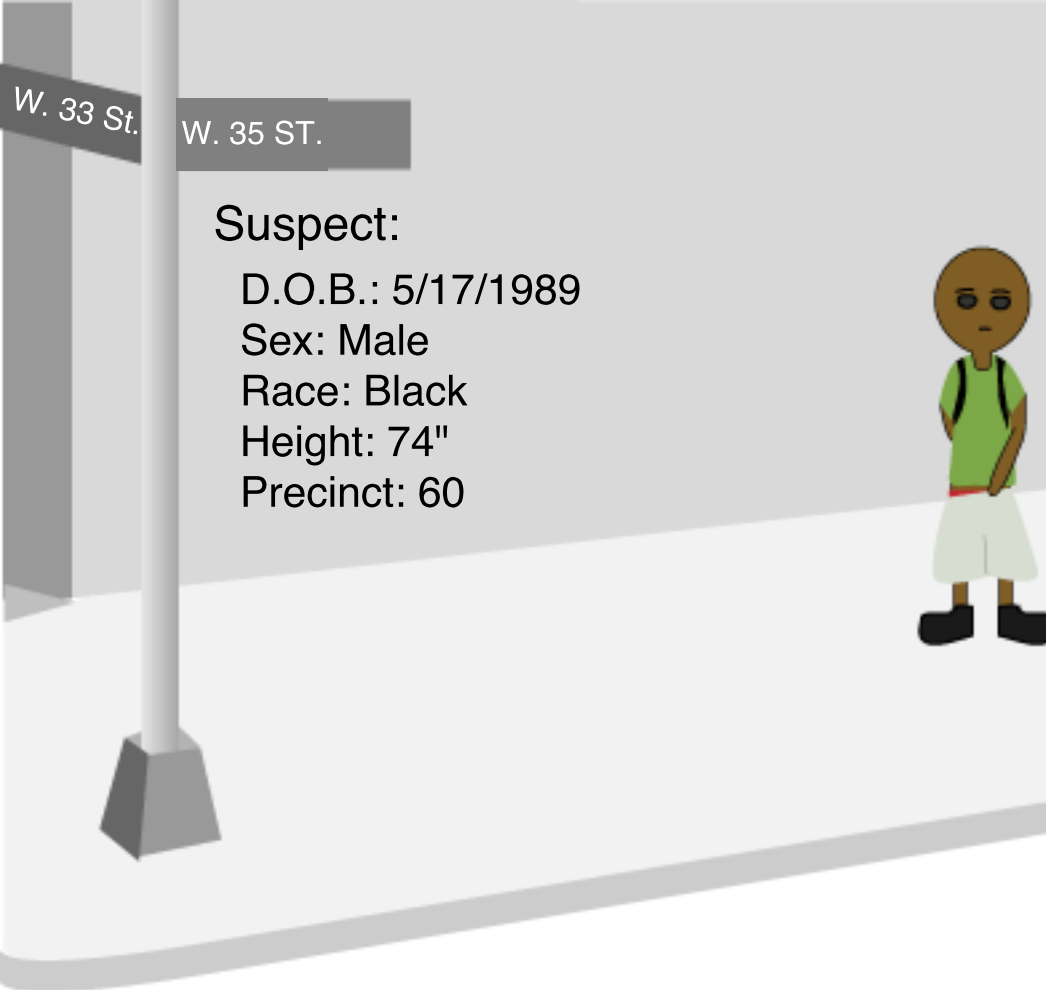 W. 33 St.
W. 35 ST.
Suspect:
D.O.B.: 5/17/1989
Sex: Male
Race: Black
Height: 74"
Precinct: 60